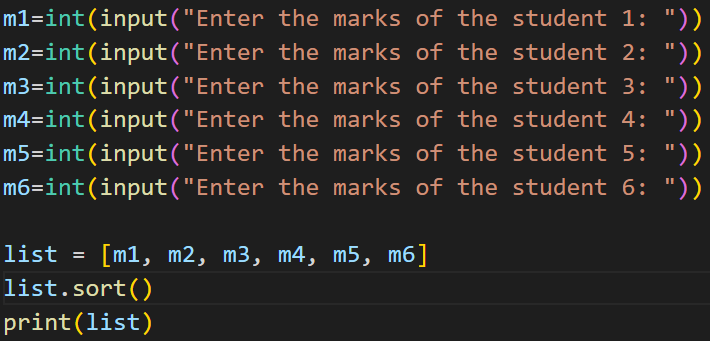 m1=int(input("Enter the marks of the student 1: "))
m2=int(input("Enter the marks of the student 2: "))
m3=int(input("Enter the marks of the student 3: "))
m4=int(input("Enter the marks of the student 4: "))
m5=int(input("Enter the marks of the student 5: "))
m6=int(input("Enter the marks of the student 6: "))
list = [m1, m2, m3, m4, m5, m6]
list.sort()
print(list)